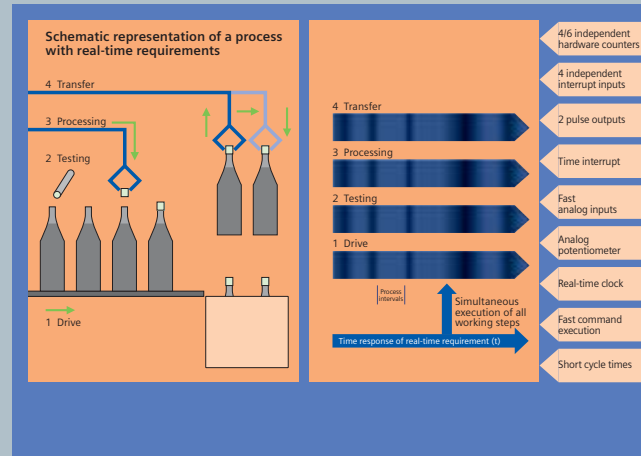 Schematic representation of a process
with real-time requirements
4 Transfer
3 Processing
2 Testing
1 Drive
4 Transfer
3 Processing
2 Testing
1 Drive
Process
intervals
Simultaneous
execution of all
working steps
Time response of real-time requirement (t)
4/6 independent
hardware counters
4 independent
interrupt inputs
2 pulse outputs
Time interrupt
Fast
analog inputs
Analog
potentiometer
Real-time clock
Fast command
execution
Short cycle times